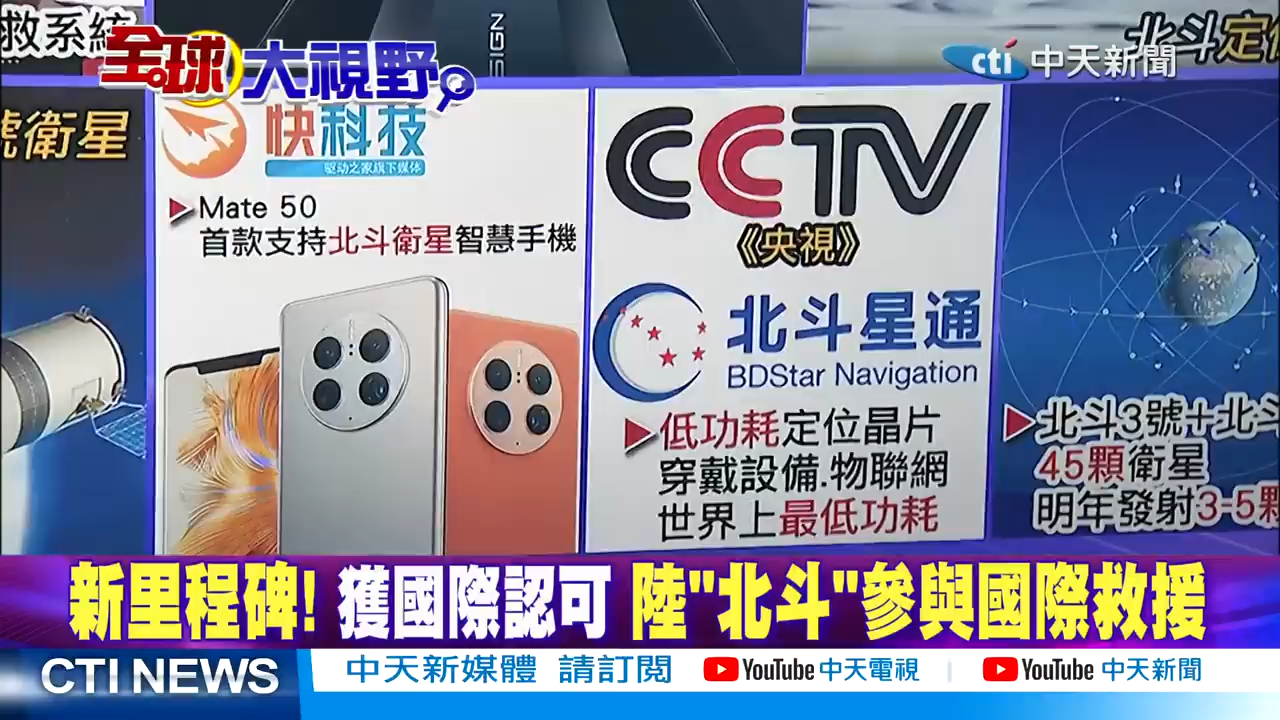 救系統
全球大視野
SIGN
北斗定位
cti 中天新聞
號衛星
快科技
驱动之家旗下媒体
Mate 50
首款支持北斗衛星智慧手機
CCTV
《央視》
北斗星通
BDStar Navigation
低功耗定位晶片
穿戴設備.物聯網
世界上最低功耗
北斗3號+北斗
45顆衛星
明年發射3-5顆
新里程碑! 獲國際認可 陸"北斗"參與國際救援
CTI NEWS
中天新媒體 請訂閱
YouTube 中天電視
YouTube 中天新聞